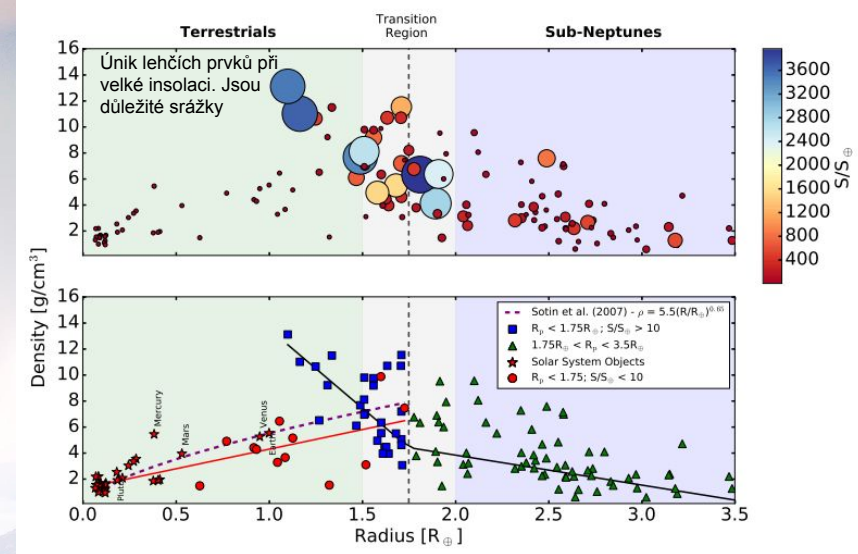 Terrestrials
Transition
Region
Sub-Neptunes
Únik lehčích prvků při
velké insolaci. Jsou
důležité srážky
16
14
12
10
8
6
4
2
3600
3200
2800
2400
2000
1600
1200
800
400
S/S⊕
Density [g/cm³]
16
14
12
10
8
6
4
2
Sotin et al. (2007) - ρ = 5.5(R/R⊕)^0.65
Rₚ < 1.75R⊕; S/S⊕ > 10
1.75R⊕ < Rₚ < 3.5R⊕
Solar System Objects
Rₚ < 1.75; S/S⊕ < 10
Mercury
Mars
Venus
Earth
Pluto
0.0 0.5 1.0 1.5 2.0 2.5 3.0 3.5
Radius [R⊕]